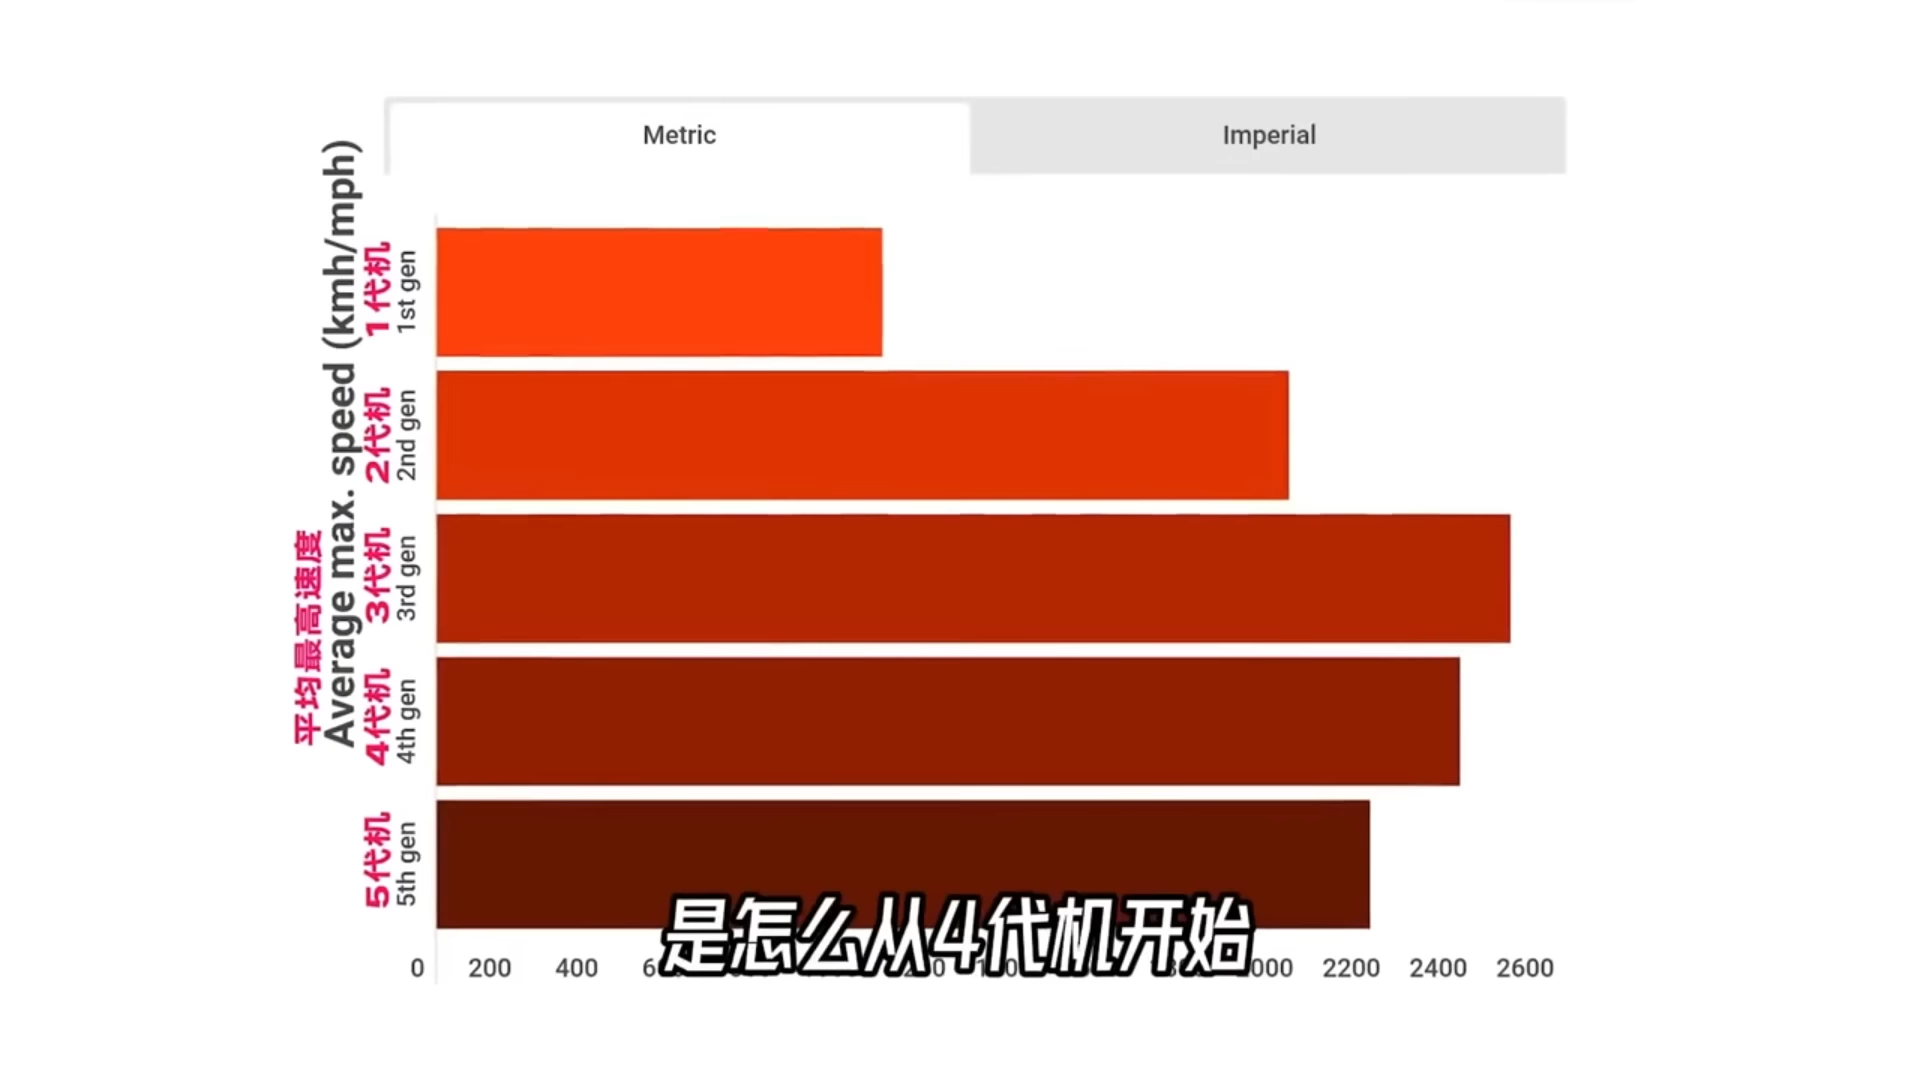 Metric
Imperial
平均最高速度
Average max. speed (kmh/mph)
1代机
1st gen
2代机
2nd gen
3代机
3rd gen
4代机
4th gen
5代机
5th gen
0 200 400 2200 2400 2600
是怎么从4代机开始